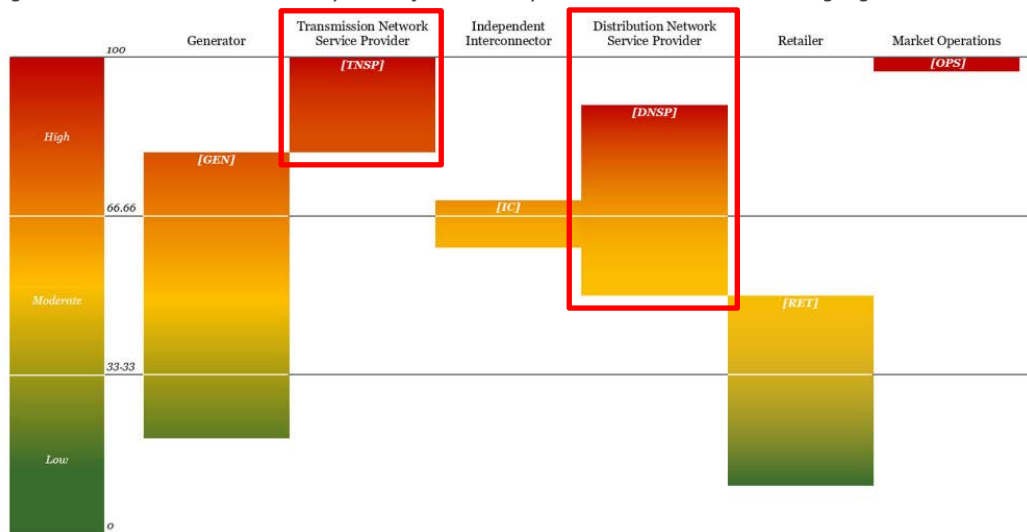 Generator
Transmission Network
Service Provider
Independent
Interconnector
Distribution Network
Service Provider
Retailer
Market Operations
100
[TNSP]
[OPS]
[DNSP]
High
[GEN]
66.66
[IC]
Moderate
[RET]
33.33
Low
0